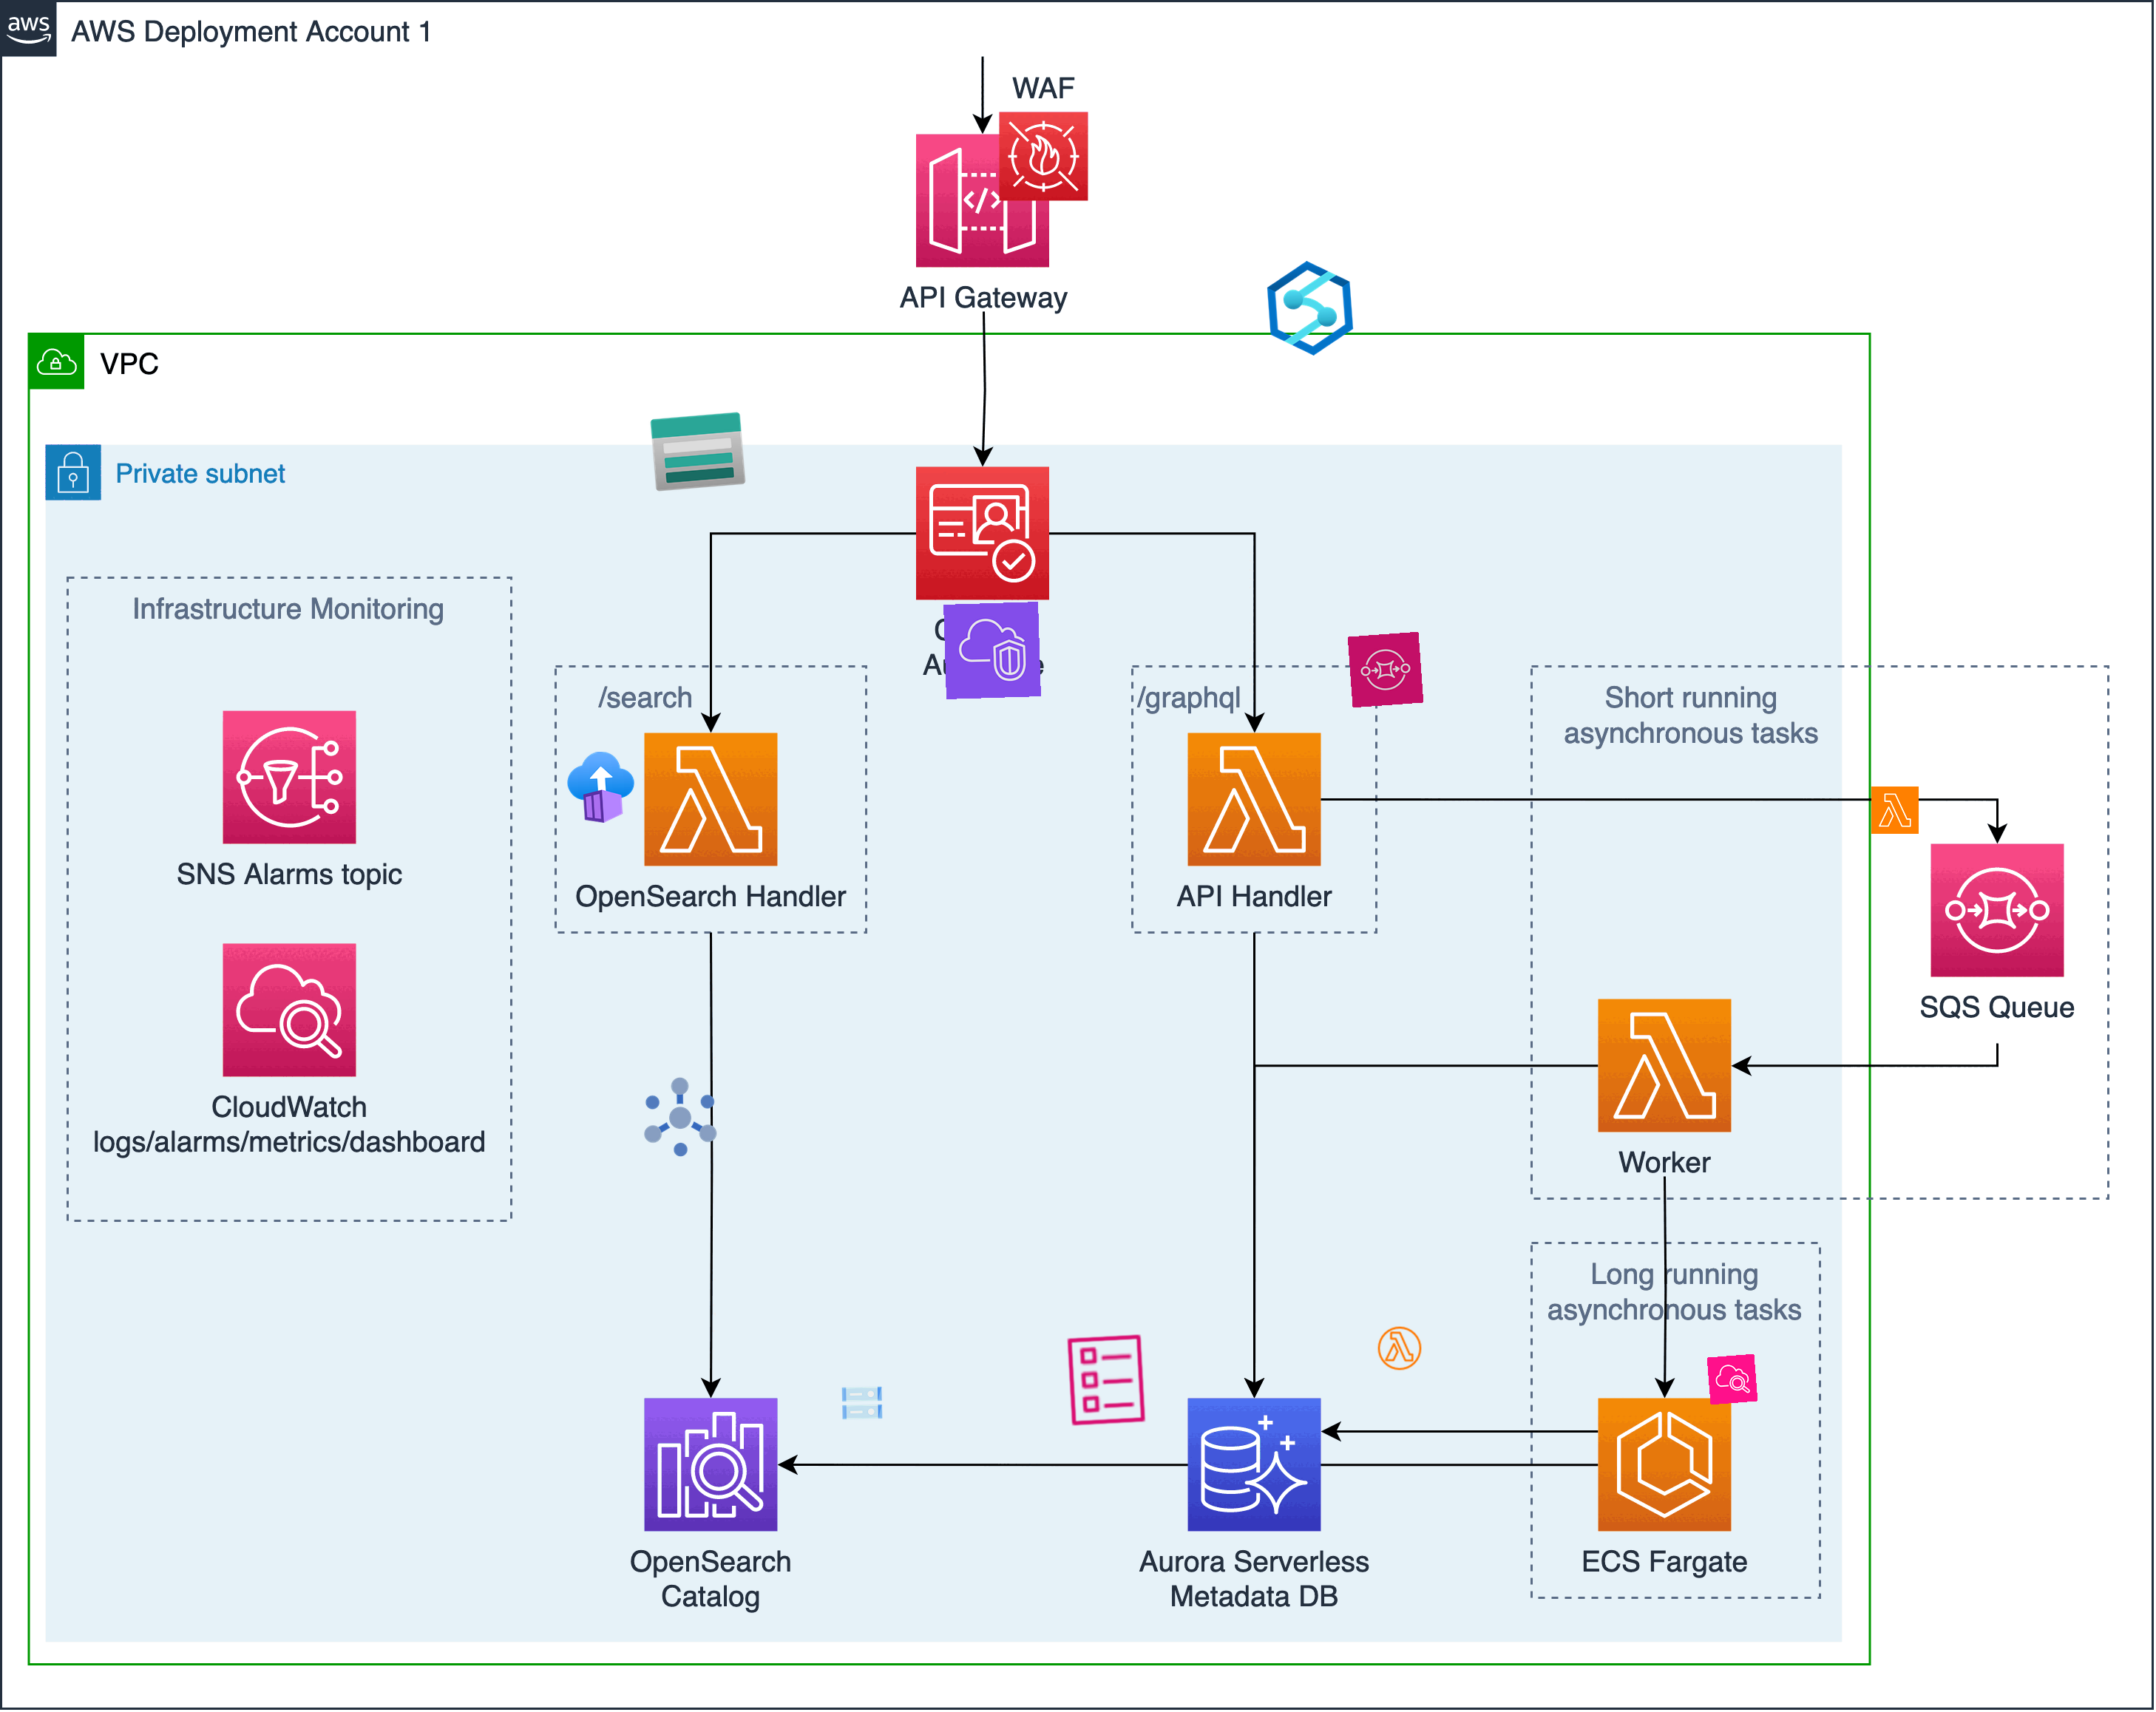 aws
AWS Deployment Account 1
WAF
API Gateway
VPC
Private subnet
Infrastructure Monitoring
/search
/graphql
Short running
asynchronous tasks
SNS Alarms topic
OpenSearch Handler
API Handler
SQS Queue
CloudWatch
logs/alarms/metrics/dashboard
Worker
Long running
asynchronous tasks
OpenSearch
Catalog
Aurora Serverless
Metadata DB
ECS Fargate